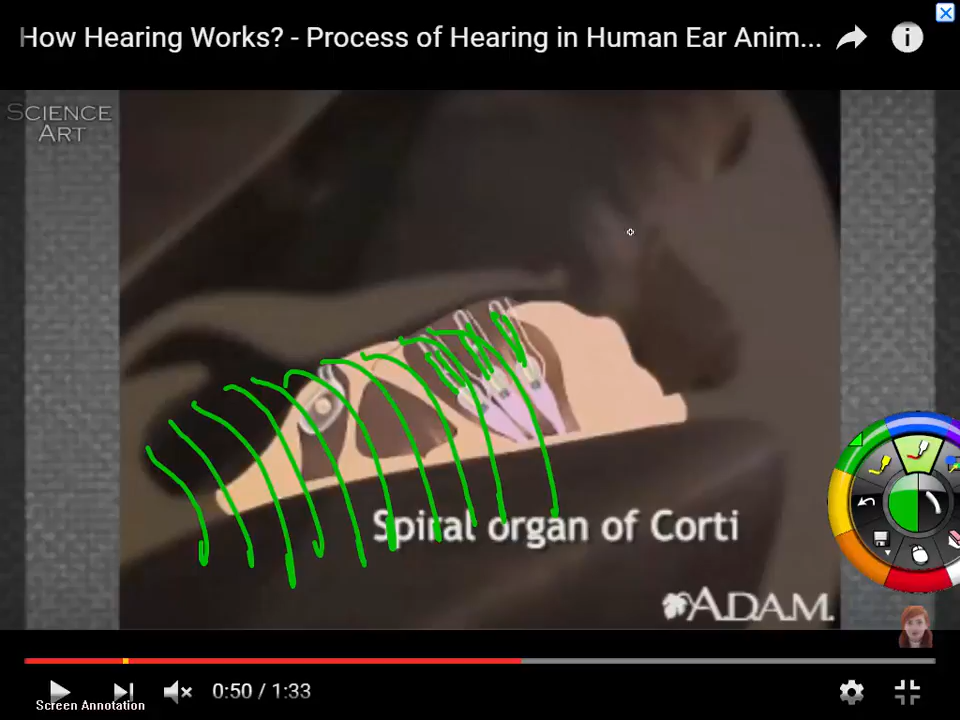 How Hearing Works? - Process of Hearing in Human Ear Anim...
SCIENCE
ART
Spiral organ of Corti
A.D.A.M.
0:50 / 1:33
Screen Annotation